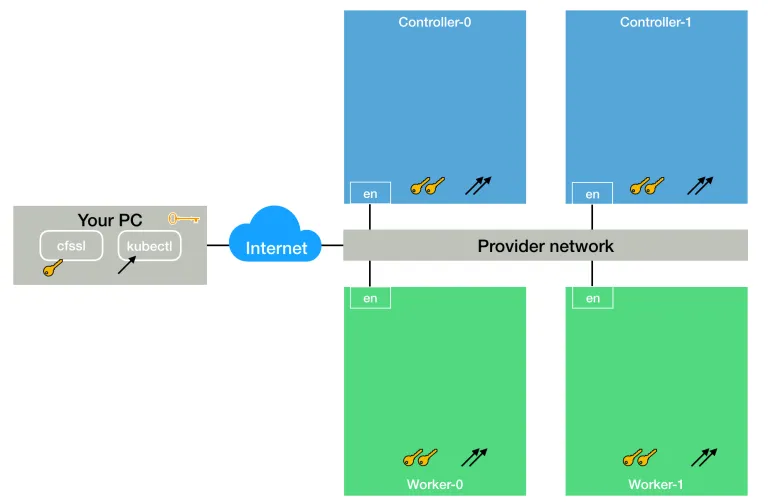 Controller-0
Controller-1
en
en
Your PC
cfssl
kubectl
Internet
Provider network
en
en
Worker-0
Worker-1